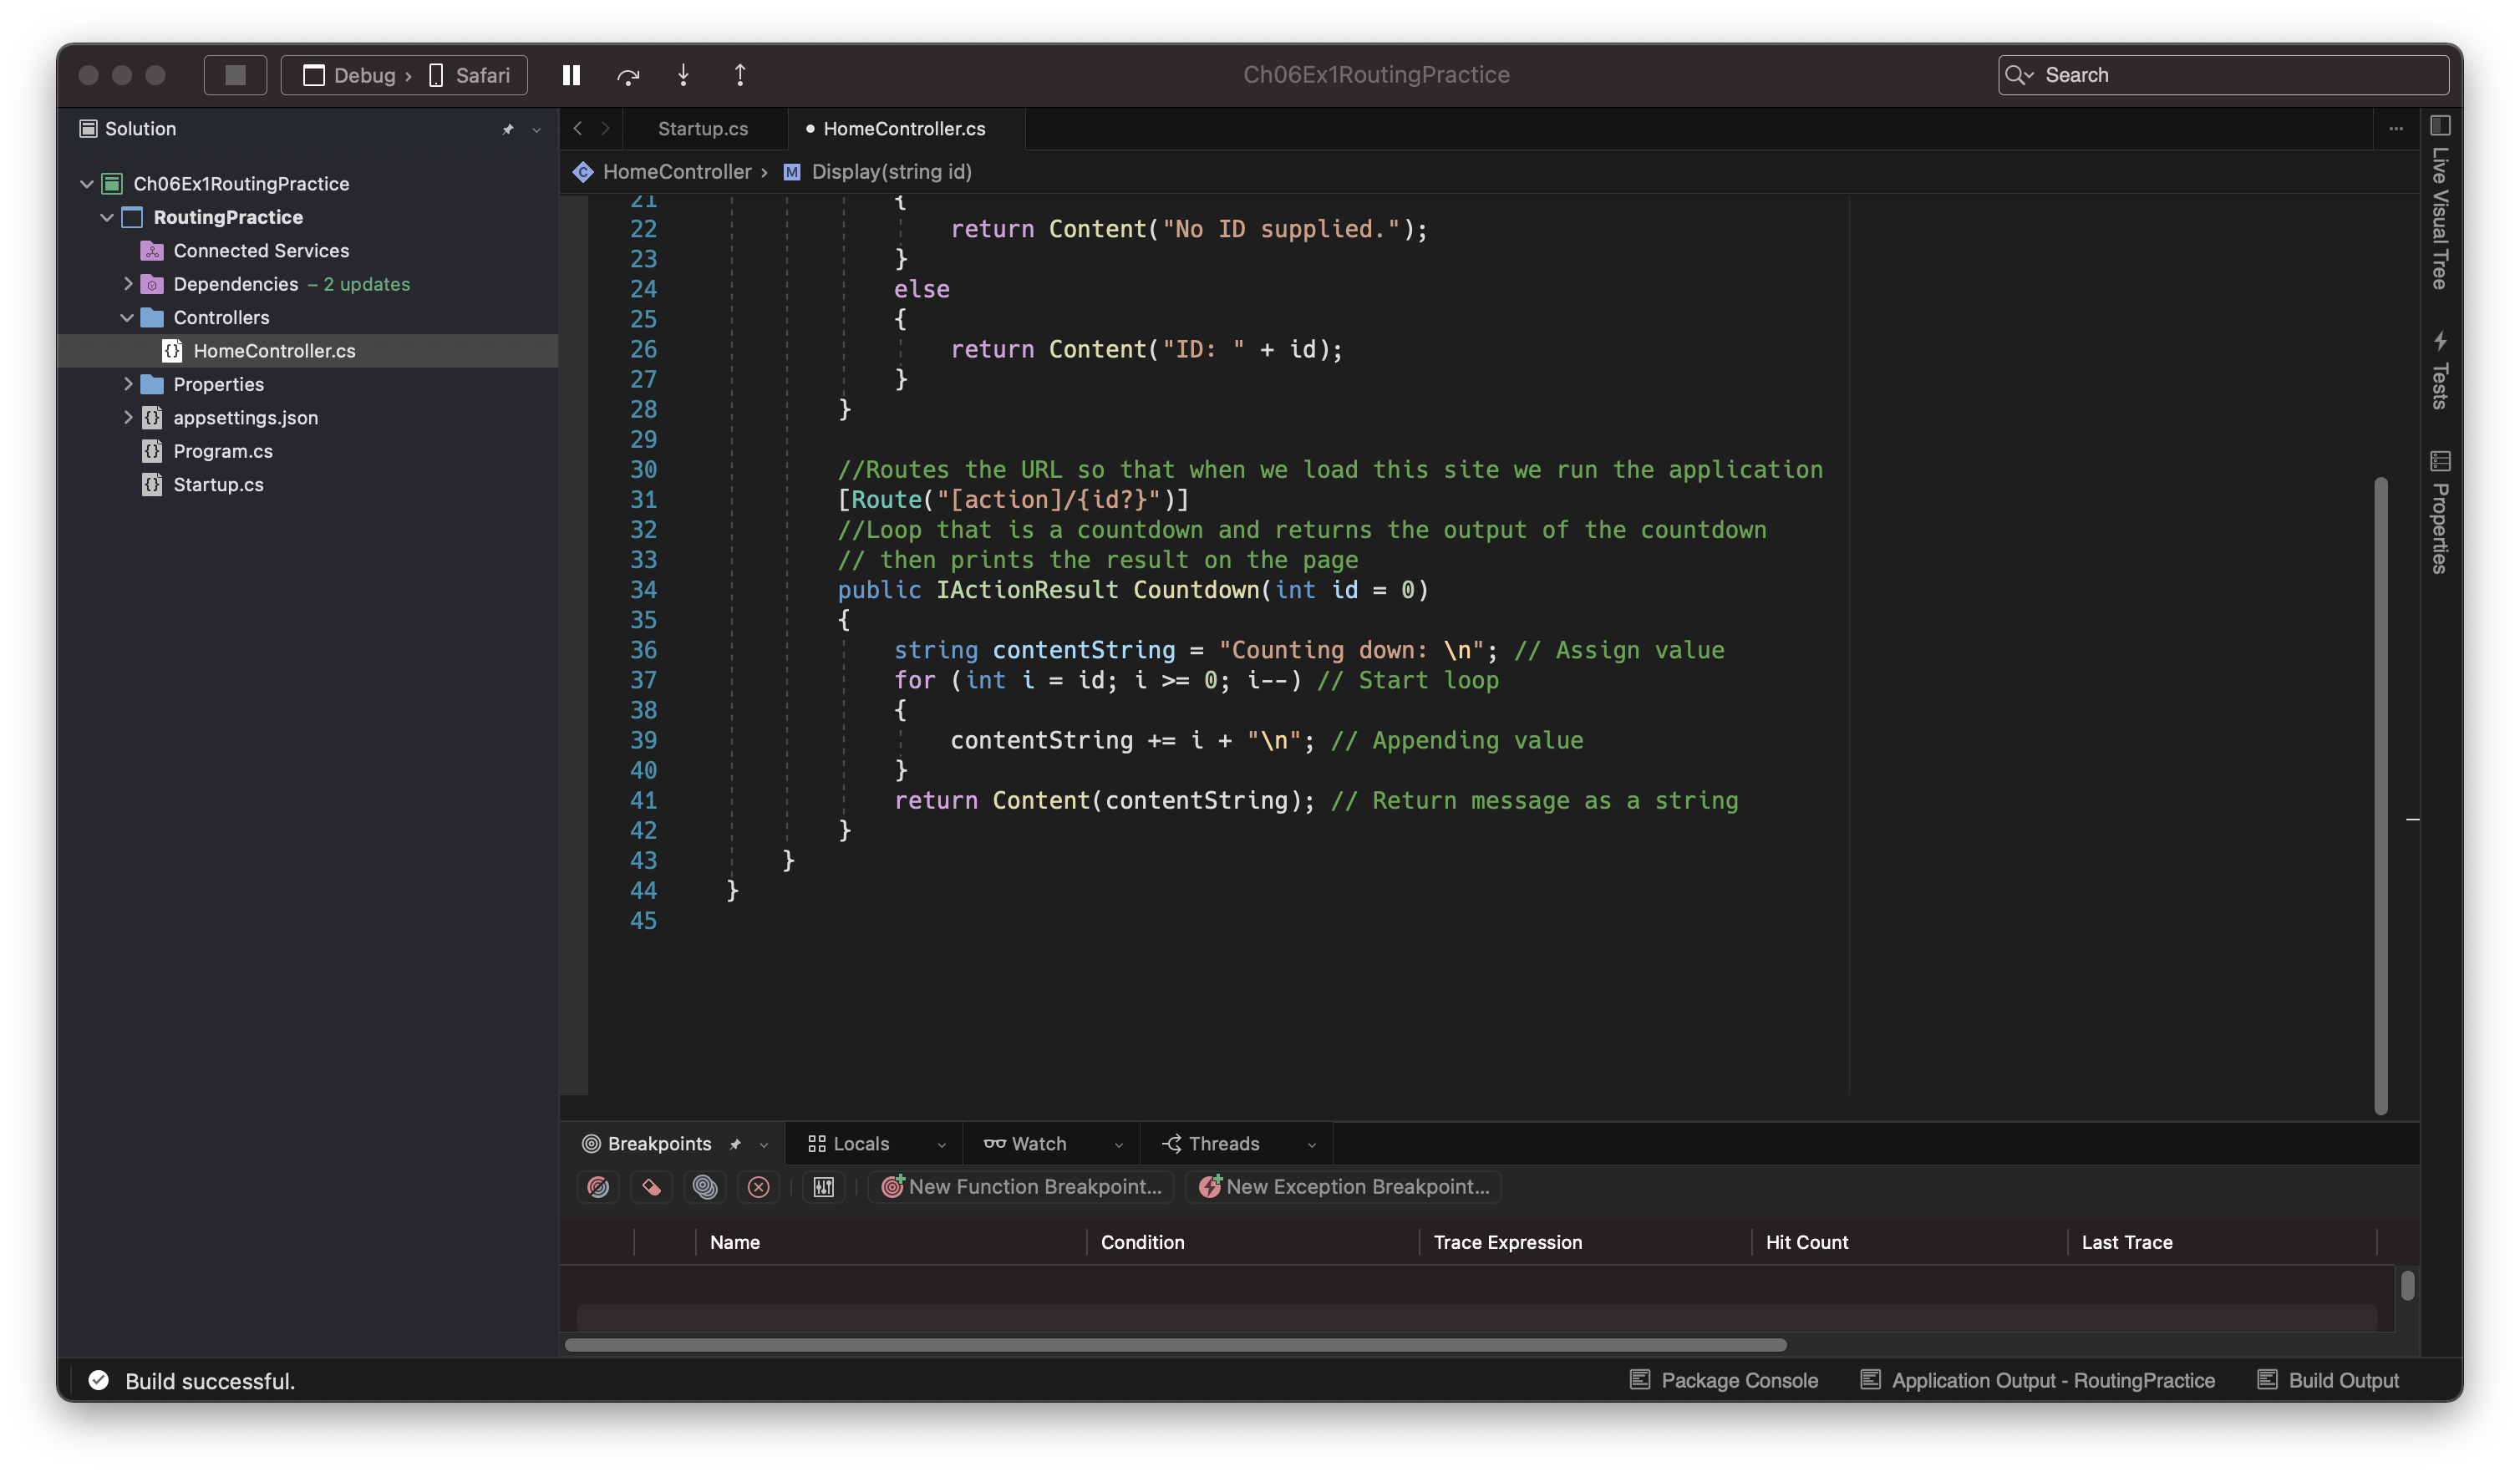 Debug › Safari
Ch06Ex1RoutingPractice
Search
Solution
Ch06Ex1RoutingPractice
RoutingPractice
Connected Services
Dependencies – 2 updates
Controllers
HomeController.cs
Properties
appsettings.json
Program.cs
Startup.cs
Startup.cs
HomeController.cs
HomeController › M Display(string id)
21 {
22 return Content("No ID supplied.");
23 }
24 else
25 {
26 return Content("ID: " + id);
27 }
28 }
29
30 //Routes the URL so that when we load this site we run the application
31 [Route("[action]/{id?}")]
32 //Loop that is a countdown and returns the output of the countdown
33 // then prints the result on the page
34 public IActionResult Countdown(int id = 0)
35 {
36 string contentString = "Counting down: \n"; // Assign value
37 for (int i = id; i >= 0; i--) // Start loop
38 {
39 contentString += i + "\n"; // Appending value
40 }
41 return Content(contentString); // Return message as a string
42 }
43 }
44 }
45
Live Visual Tree
Tests
Properties
Breakpoints Locals Watch Threads
New Function Breakpoint... New Exception Breakpoint...
Name Condition Trace Expression Hit Count Last Trace
Build successful.
Package Console Application Output - RoutingPractice Build Output